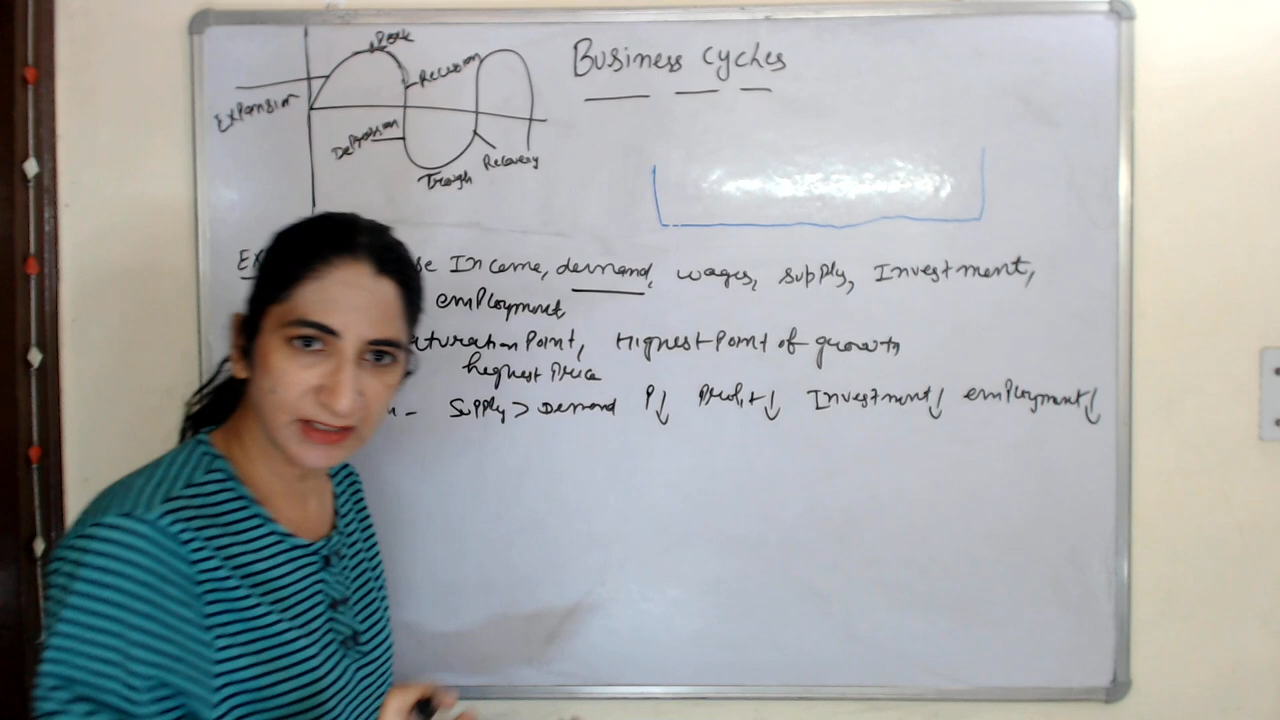 Peak
Recession
Expansion
Depression
Trough
Recovery
Business cycles
Ex
se Income, demand, wages, supply, Investment,
employment
turation Point, Highest Point of growth
highest Price
n - Supply > Demand P↓ Profit↓ Investment↓ employment↓